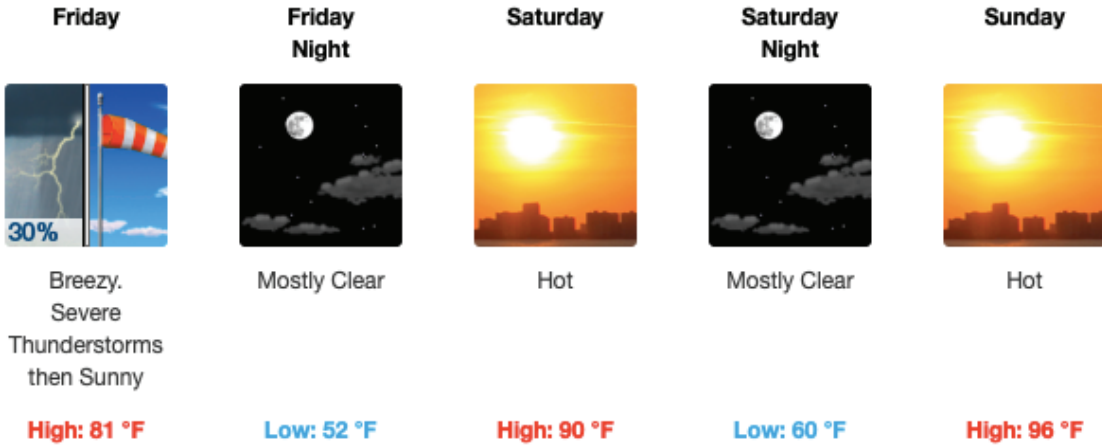 Friday
Friday
Night
Saturday
Saturday
Night
Sunday
30%
Breezy.
Severe
Thunderstorms
then Sunny
Mostly Clear
Hot
Mostly Clear
Hot
High: 81 °F
Low: 52 °F
High: 90 °F
Low: 60 °F
High: 96 °F